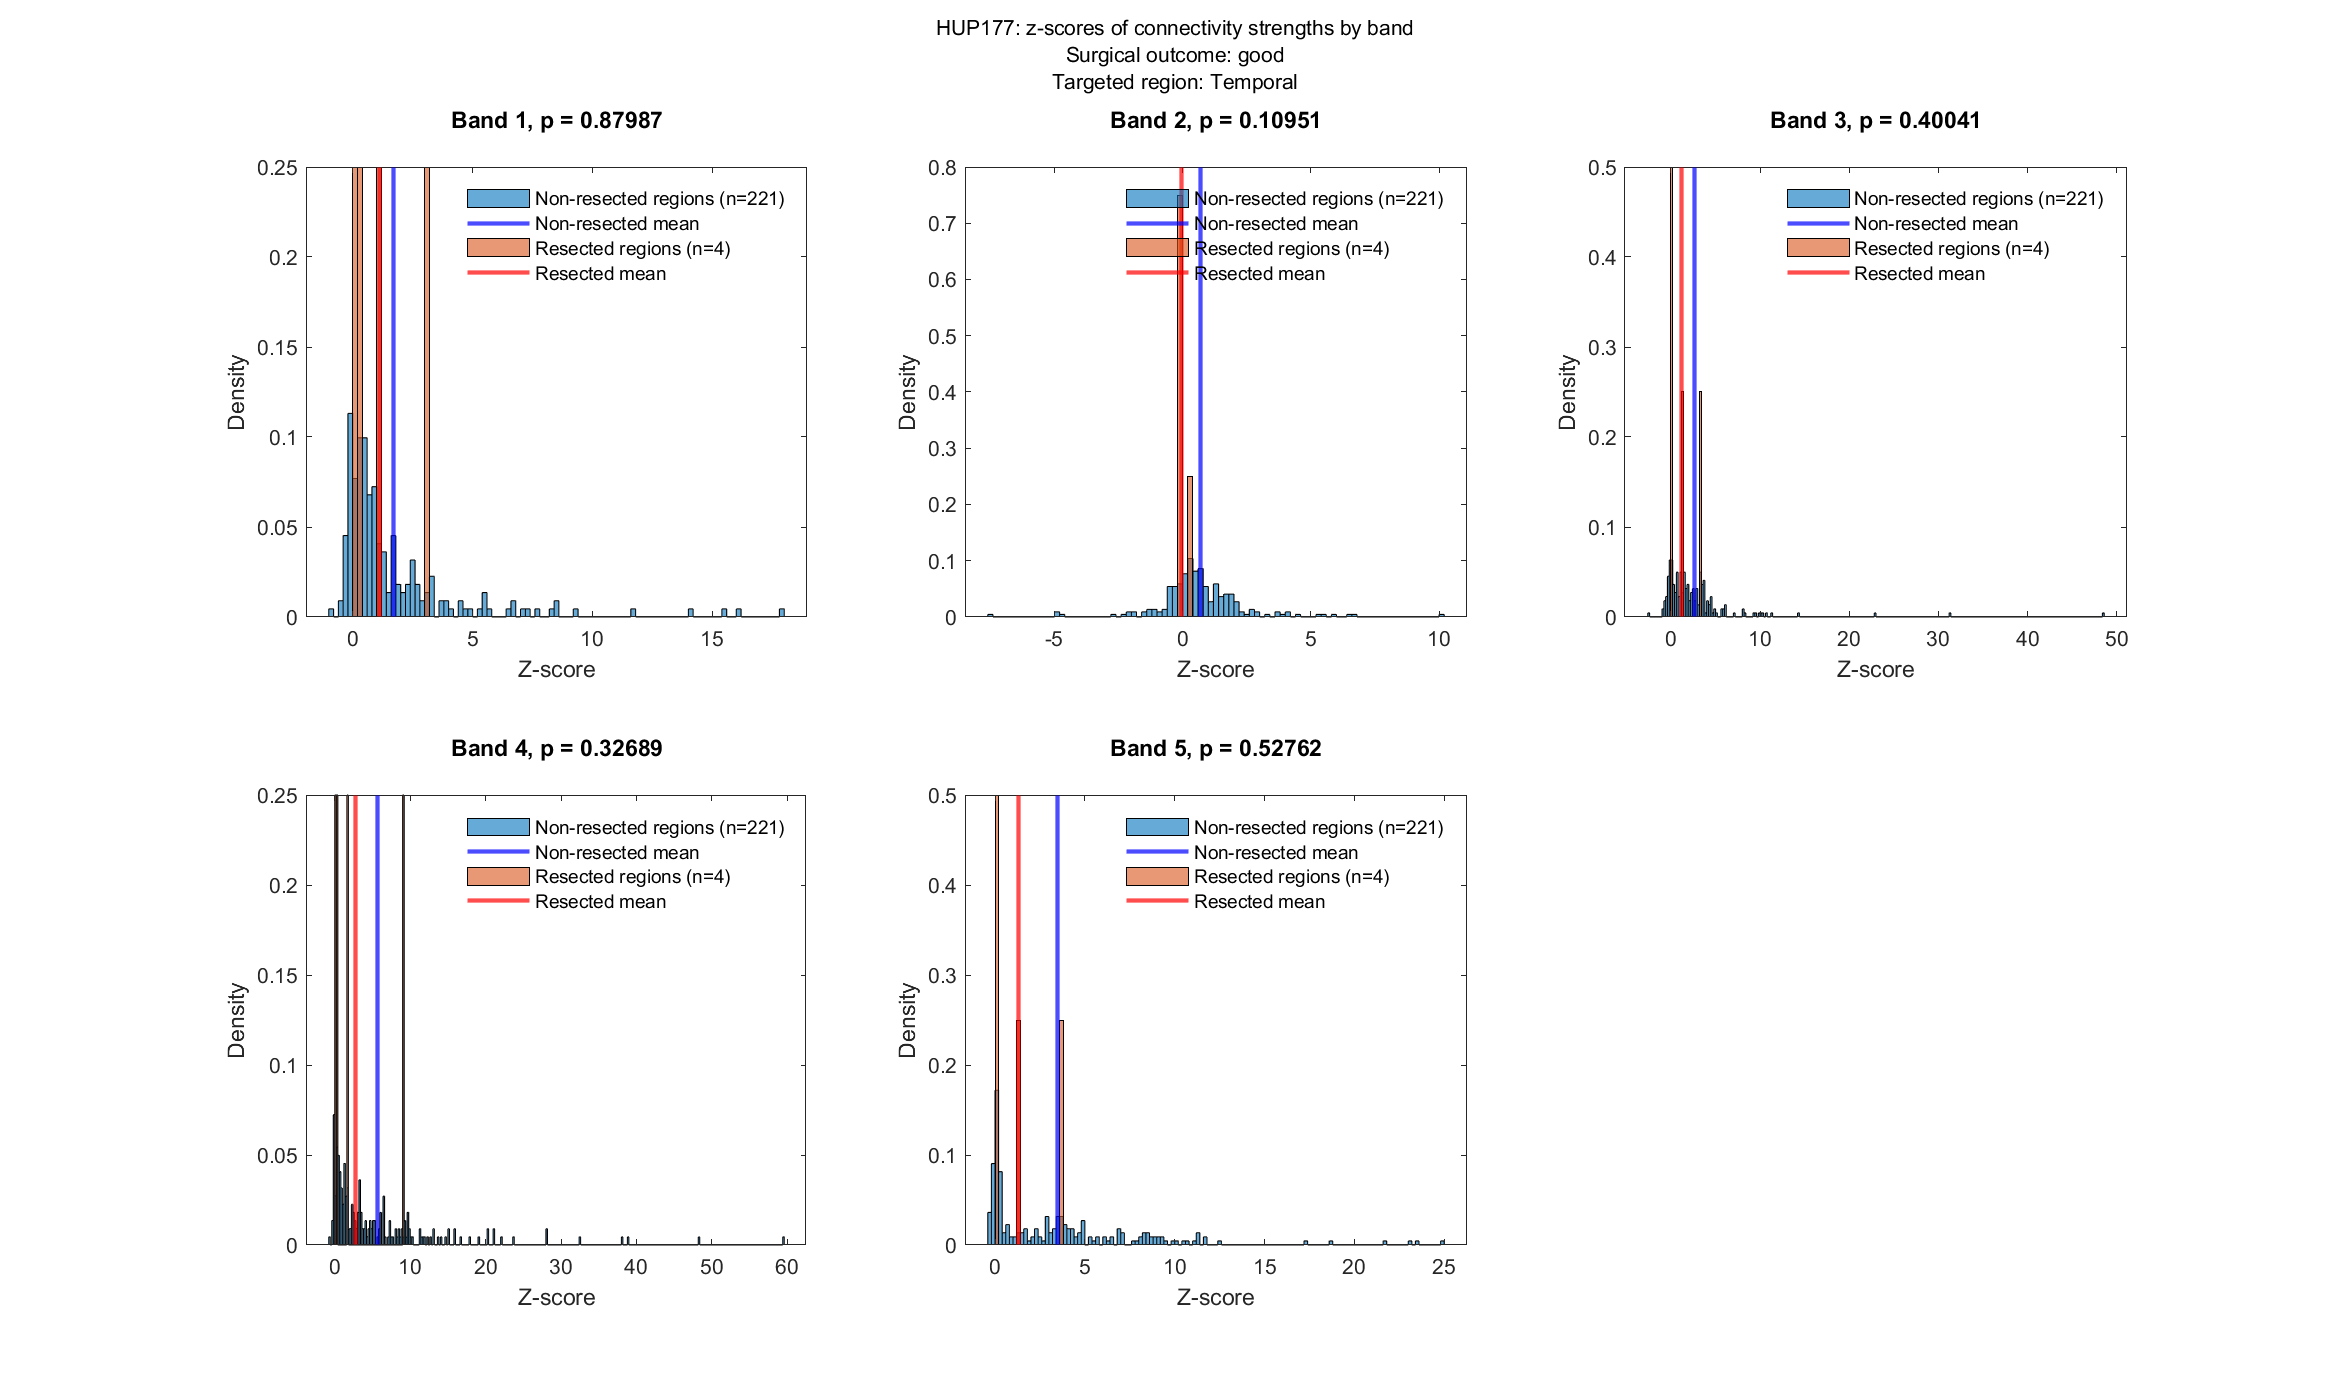 HUP177: z-scores of connectivity strengths by band
Surgical outcome: good
Targeted region: Temporal
Band 1, p = 0.87987
0.25
0.2
0.15
0.1
0.05
0
Density
0 5 10 15
Z-score
Non-resected regions (n=221)
Non-resected mean
Resected regions (n=4)
Resected mean
Band 2, p = 0.10951
0.8
0.7
0.6
0.5
0.4
0.3
0.2
0.1
0
Density
-5 0 5 10
Z-score
Non-resected regions (n=221)
Non-resected mean
Resected regions (n=4)
Resected mean
Band 3, p = 0.40041
0.5
0.4
0.3
0.2
0.1
0
Density
0 10 20 30 40 50
Z-score
Non-resected regions (n=221)
Non-resected mean
Resected regions (n=4)
Resected mean
Band 4, p = 0.32689
0.25
0.2
0.15
0.1
0.05
0
Density
0 10 20 30 40 50 60
Z-score
Non-resected regions (n=221)
Non-resected mean
Resected regions (n=4)
Resected mean
Band 5, p = 0.52762
0.5
0.4
0.3
0.2
0.1
0
Density
0 5 10 15 20 25
Z-score
Non-resected regions (n=221)
Non-resected mean
Resected regions (n=4)
Resected mean